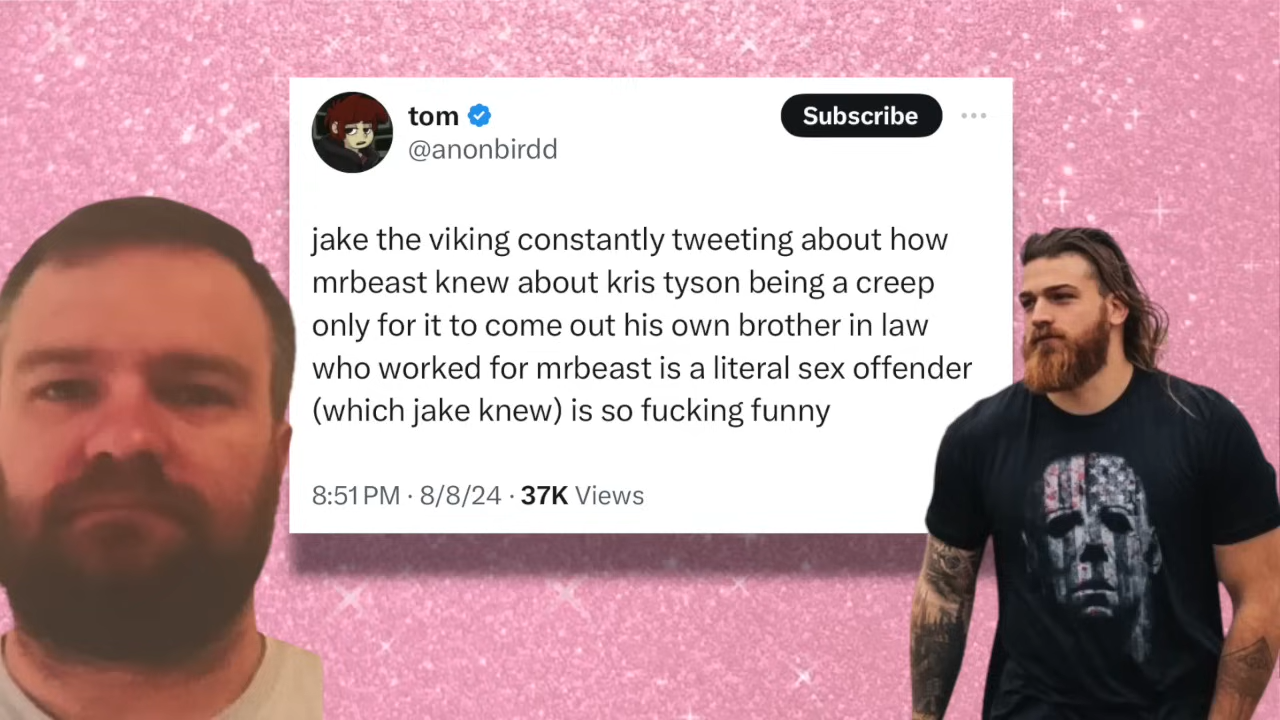 tom
Subscribe
@anonbirdd
jake the viking constantly tweeting about how
mrbeast knew about kris tyson being a creep
only for it to come out his own brother in law
who worked for mrbeast is a literal sex offender
(which jake knew) is so fucking funny
8:51 PM · 8/8/24 · 37K Views